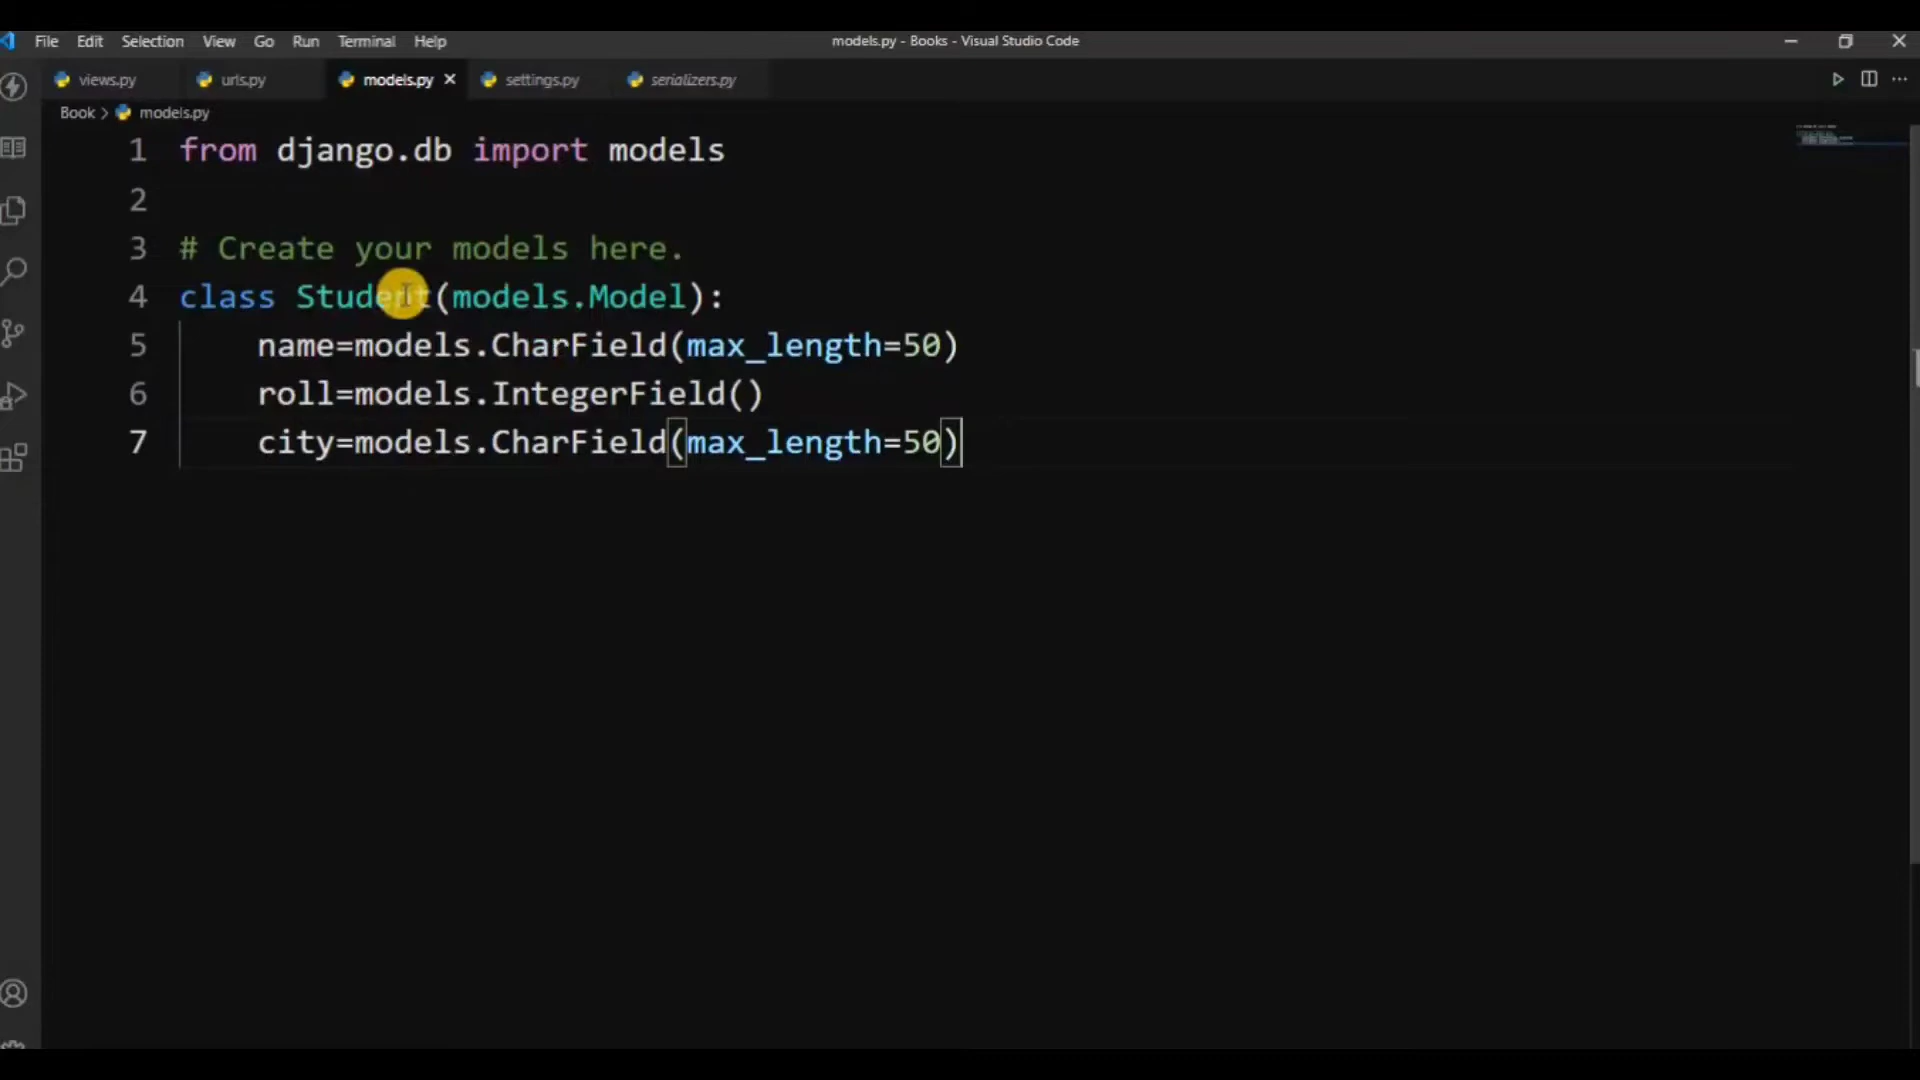 File Edit Selection View Go Run Terminal Help models.py - Books - Visual Studio Code
views.py urls.py models.py settings.py serializers.py
Book > models.py
1 from django.db import models
2
3 # Create your models here.
4 class Student(models.Model):
5     name=models.CharField(max_length=50)
6     roll=models.IntegerField()
7     city=models.CharField(max_length=50)